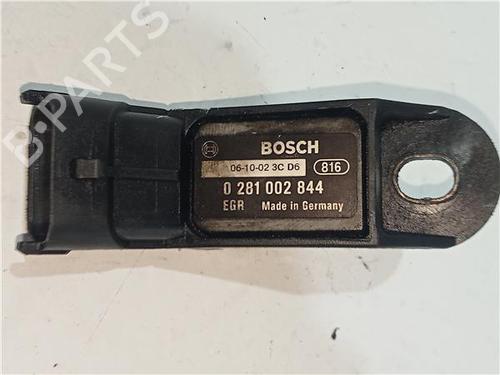 B-PARTS
BOSCH
06-10-02 3C D6 816
0 281 002 844
EGR Made in Germany